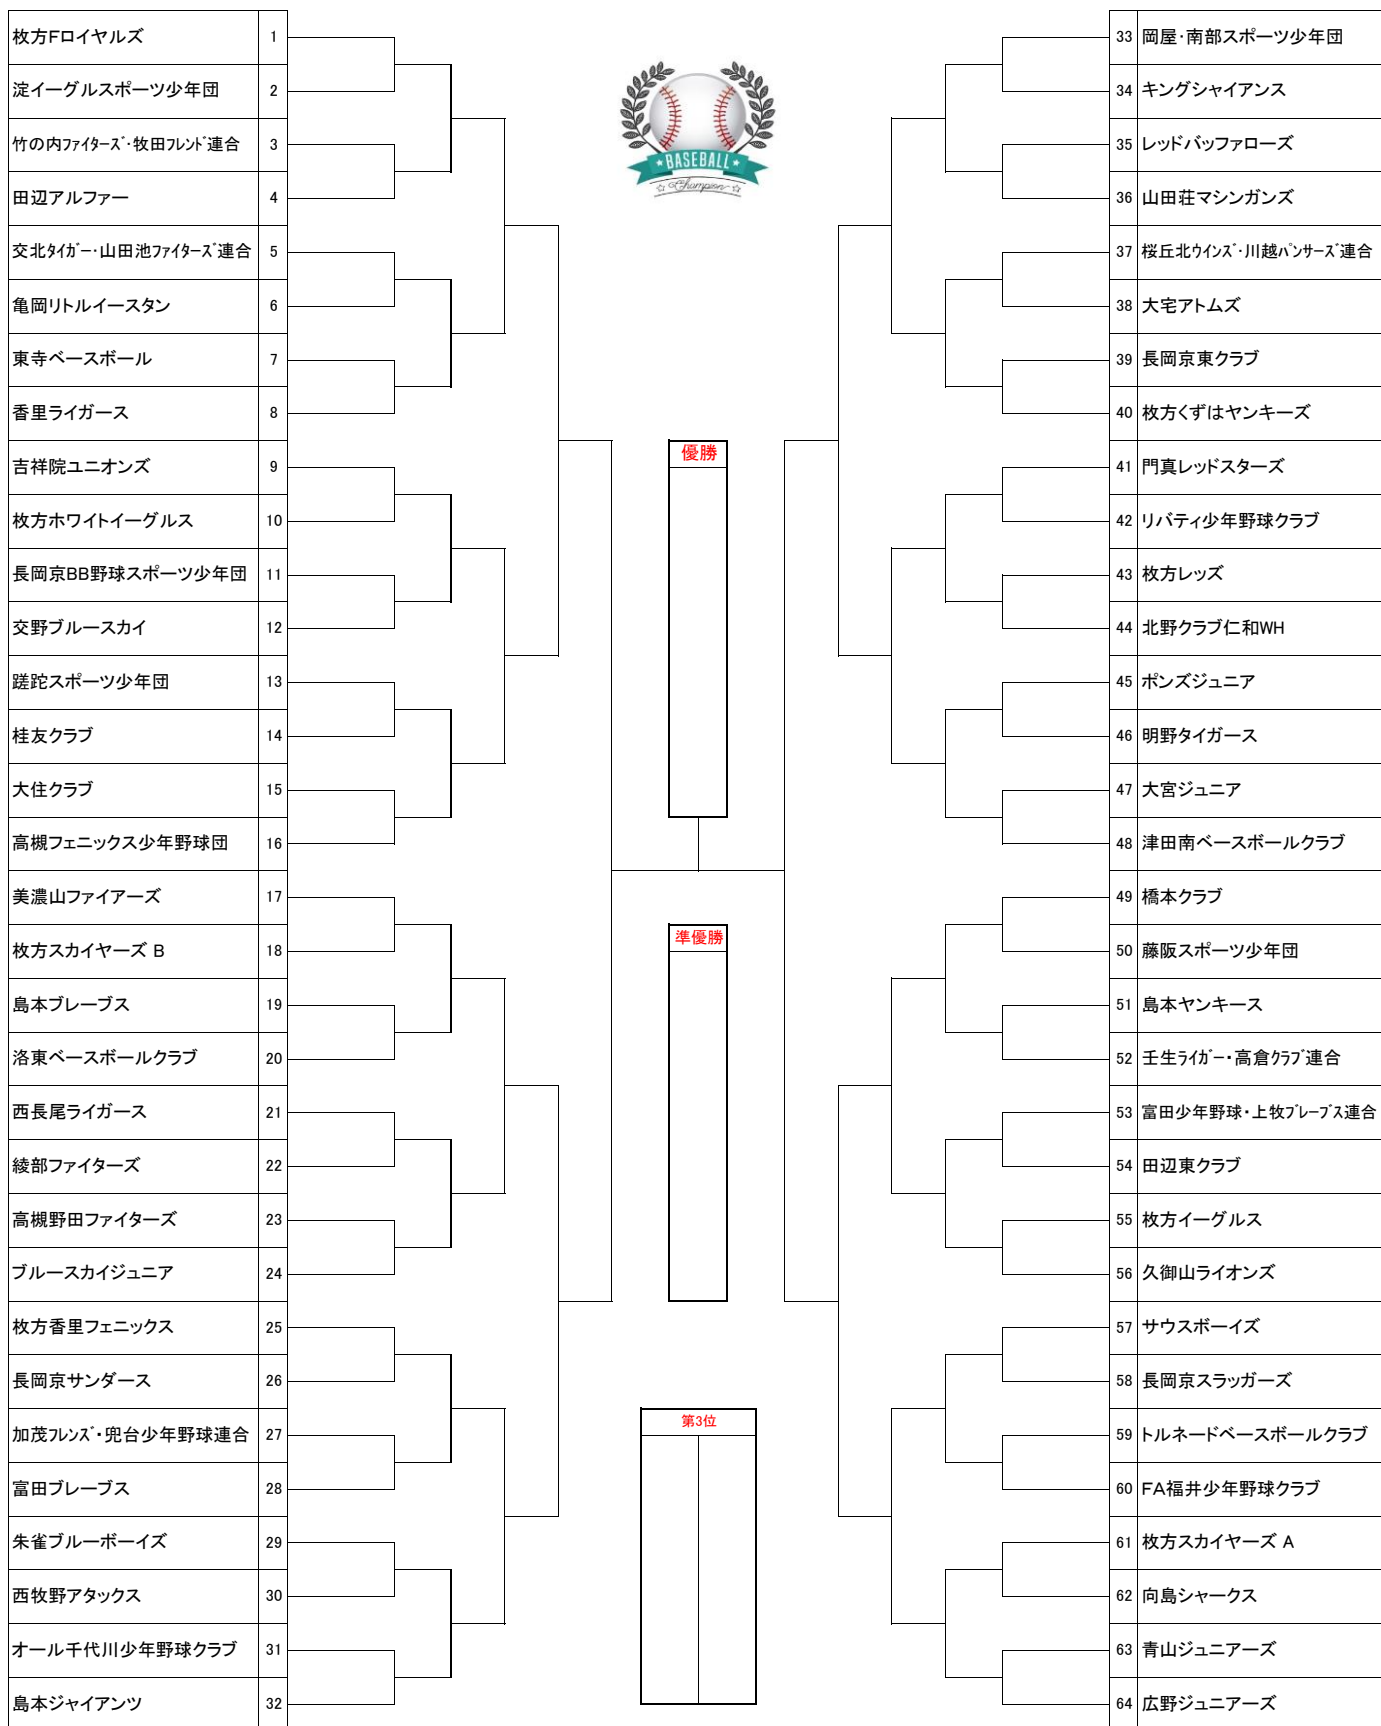 枚方Fロイヤルズ 1
淀イーグルスポーツ少年団 2
竹の内ﾌｧｲﾀｰｽﾞ･牧田ﾌﾚﾝﾄﾞ連合 3
田辺アルファー 4
交北ﾀｲｶﾞｰ･山田池ﾌｧｲﾀｰｽﾞ連合 5
亀岡リトルイースタン 6
東寺ベースボール 7
香里ライガース 8
吉祥院ユニオンズ 9
枚方ホワイトイーグルス 10
長岡京BB野球スポーツ少年団 11
交野ブルースカイ 12
蹉跎スポーツ少年団 13
桂友クラブ 14
大住クラブ 15
高槻フェニックス少年野球団 16
美濃山ファイアーズ 17
枚方スカイヤーズ B 18
島本ブレーブス 19
洛東ベースボールクラブ 20
西長尾ライガース 21
綾部ファイターズ 22
高槻野田ファイターズ 23
ブルースカイジュニア 24
枚方香里フェニックス 25
長岡京サンダース 26
加茂ﾌﾚﾝｽﾞ・兜台少年野球連合 27
富田ブレーブス 28
朱雀ブルーボーイズ 29
西牧野アタックス 30
オール千代川少年野球クラブ 31
島本ジャイアンツ 32
BASEBALL
Champion
優勝
準優勝
第3位
33 岡屋･南部スポーツ少年団
34 キングシャイアンス
35 レッドバッファローズ
36 山田荘マシンガンズ
37 桜丘北ｳｲﾝｽﾞ･川越ﾊﾟﾝｻｰｽﾞ連合
38 大宅アトムズ
39 長岡京東クラブ
40 枚方くずはヤンキーズ
41 門真レッドスターズ
42 リバティ少年野球クラブ
43 枚方レッズ
44 北野クラブ仁和WH
45 ポンズジュニア
46 明野タイガース
47 大宮ジュニア
48 津田南ベースボールクラブ
49 橋本クラブ
50 藤阪スポーツ少年団
51 島本ヤンキース
52 壬生ﾗｲｶﾞｰ・高倉ｸﾗﾌﾞ連合
53 富田少年野球・上牧ﾌﾞﾚｰﾌﾞｽ連合
54 田辺東クラブ
55 枚方イーグルス
56 久御山ライオンズ
57 サウスボーイズ
58 長岡京スラッガーズ
59 トルネードベースボールクラブ
60 FA福井少年野球クラブ
61 枚方スカイヤーズ A
62 向島シャークス
63 青山ジュニアーズ
64 広野ジュニアーズ